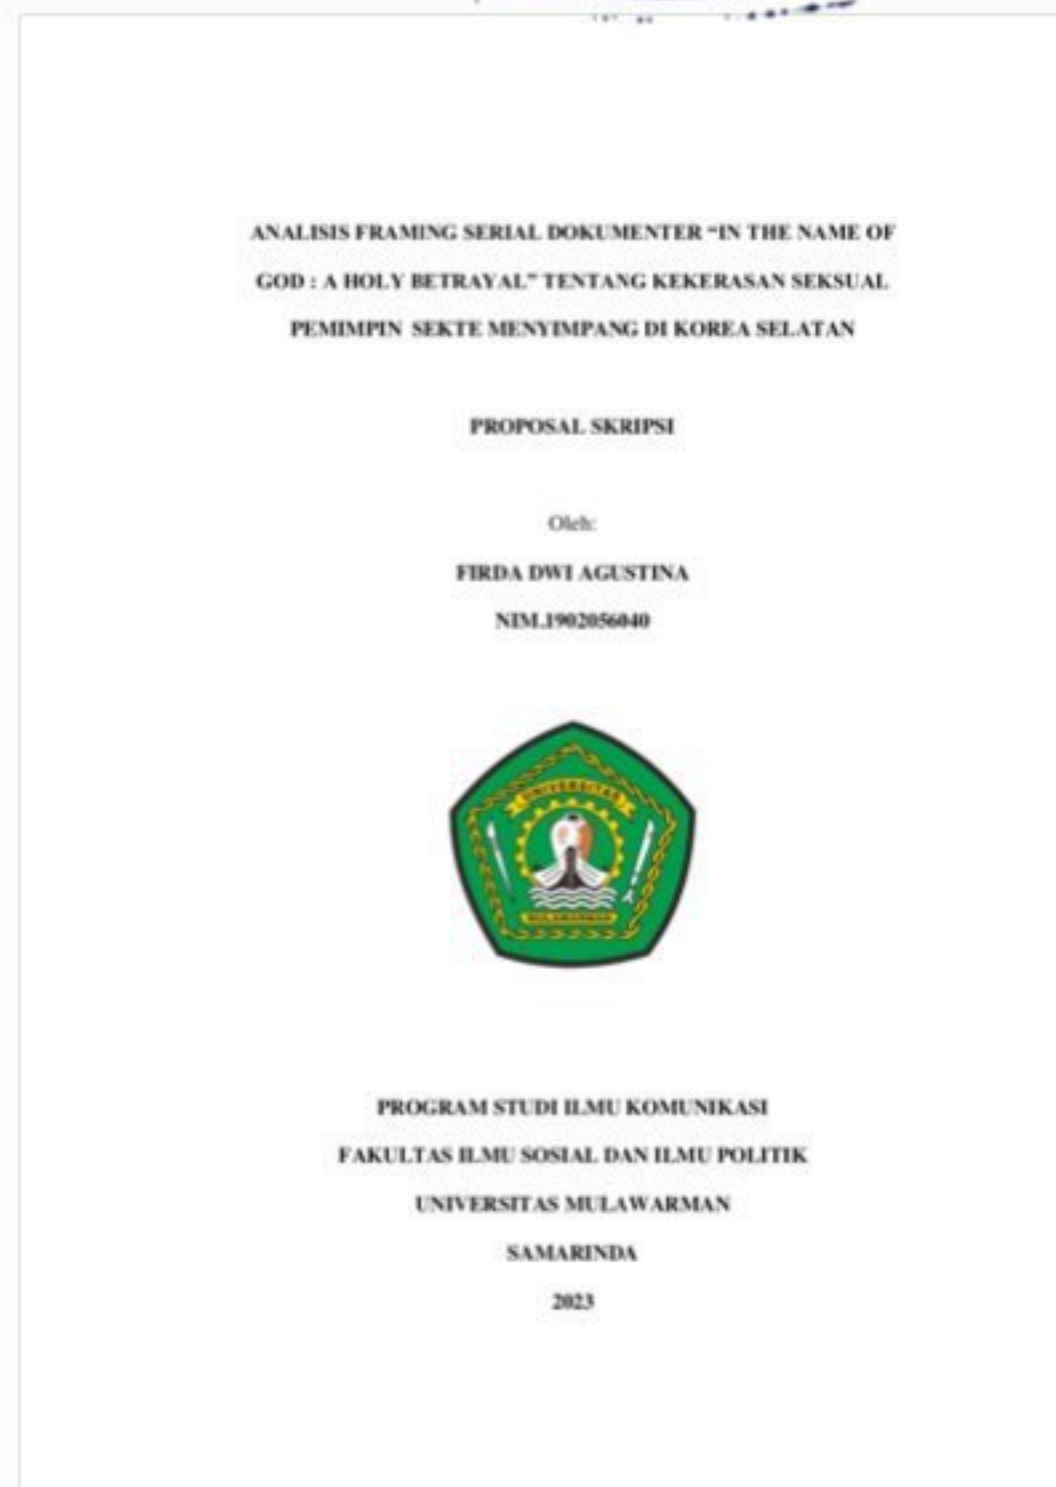 ANALISIS FRAMING SERIAL DOKUMENTER “IN THE NAME OF
GOD : A HOLY BETRAYAL” TENTANG KEKERASAN SEKSUAL
PEMIMPIN SEKTE MENYIMPANG DI KOREA SELATAN
PROPOSAL SKRIPSI
Oleh:
FIRDA DWI AGUSTINA
NIM.1902056040
UNIVERSITAS
MULAWARMAN
PROGRAM STUDI ILMU KOMUNIKASI
FAKULTAS ILMU SOSIAL DAN ILMU POLITIK
UNIVERSITAS MULAWARMAN
SAMARINDA
2023